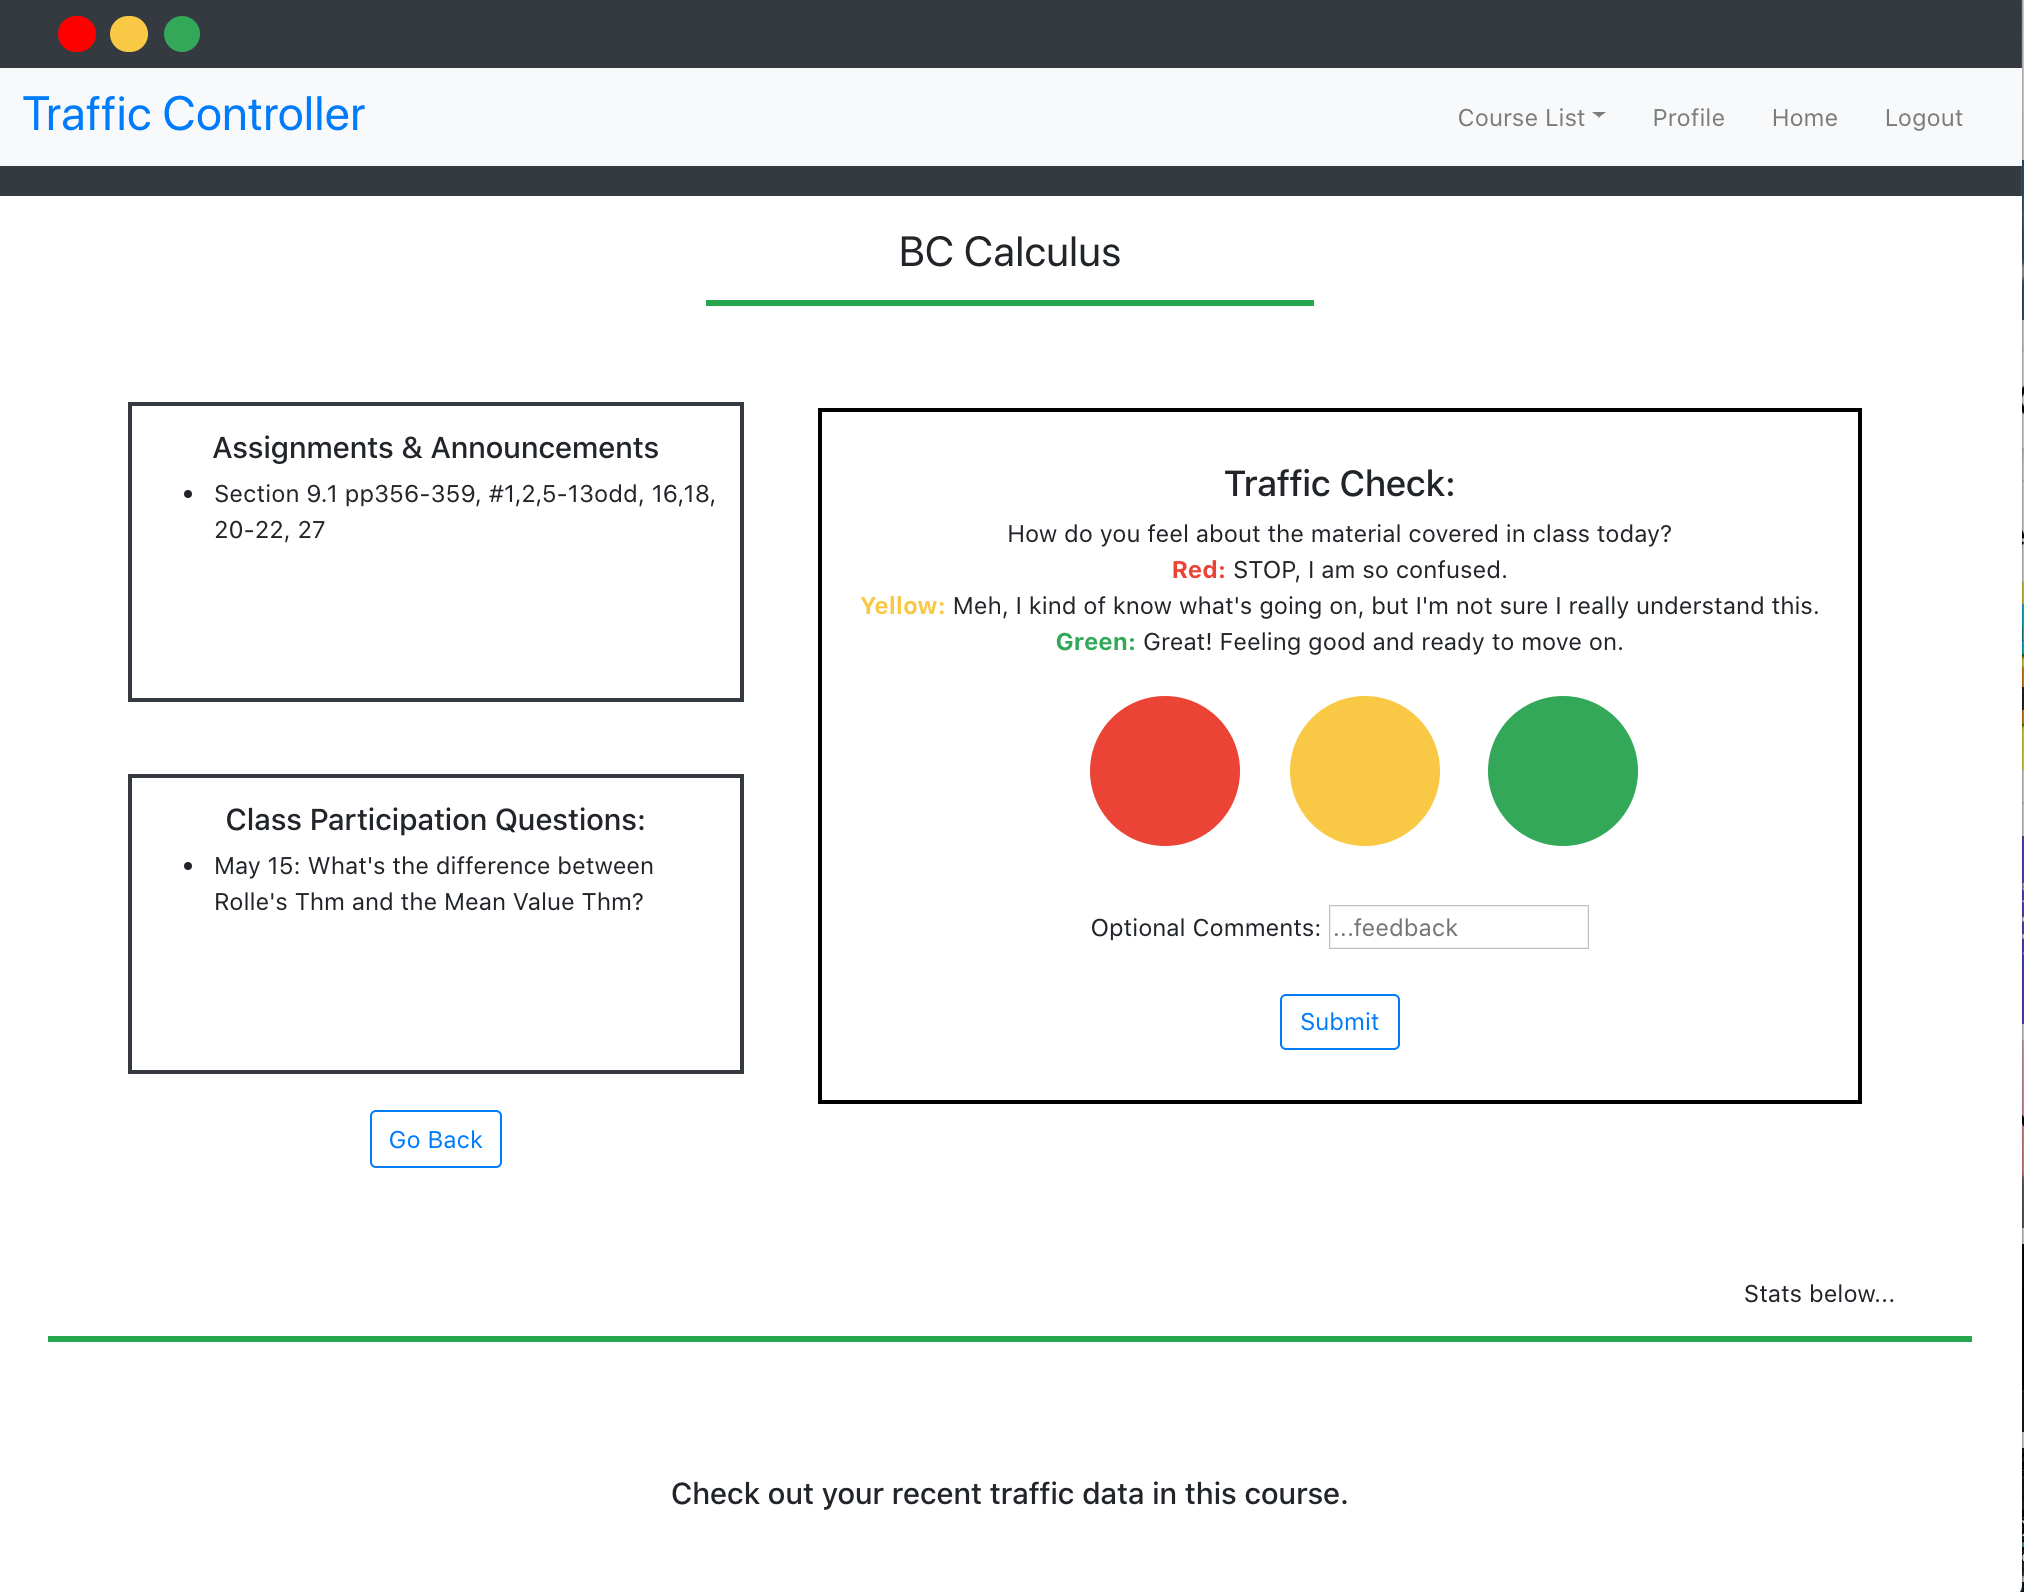 Traffic Controller
Course List
Profile
Home
Logout
BC Calculus
Assignments & Announcements
• Section 9.1 pp356-359, #1,2,5-13odd, 16,18,
20-22, 27
Class Participation Questions:
• May 15: What's the difference between
Rolle's Thm and the Mean Value Thm?
Go Back
Traffic Check:
How do you feel about the material covered in class today?
Red: STOP, I am so confused.
Yellow: Meh, I kind of know what's going on, but I'm not sure I really understand this.
Green: Great! Feeling good and ready to move on.
Optional Comments: ...feedback
Submit
Stats below...
Check out your recent traffic data in this course.